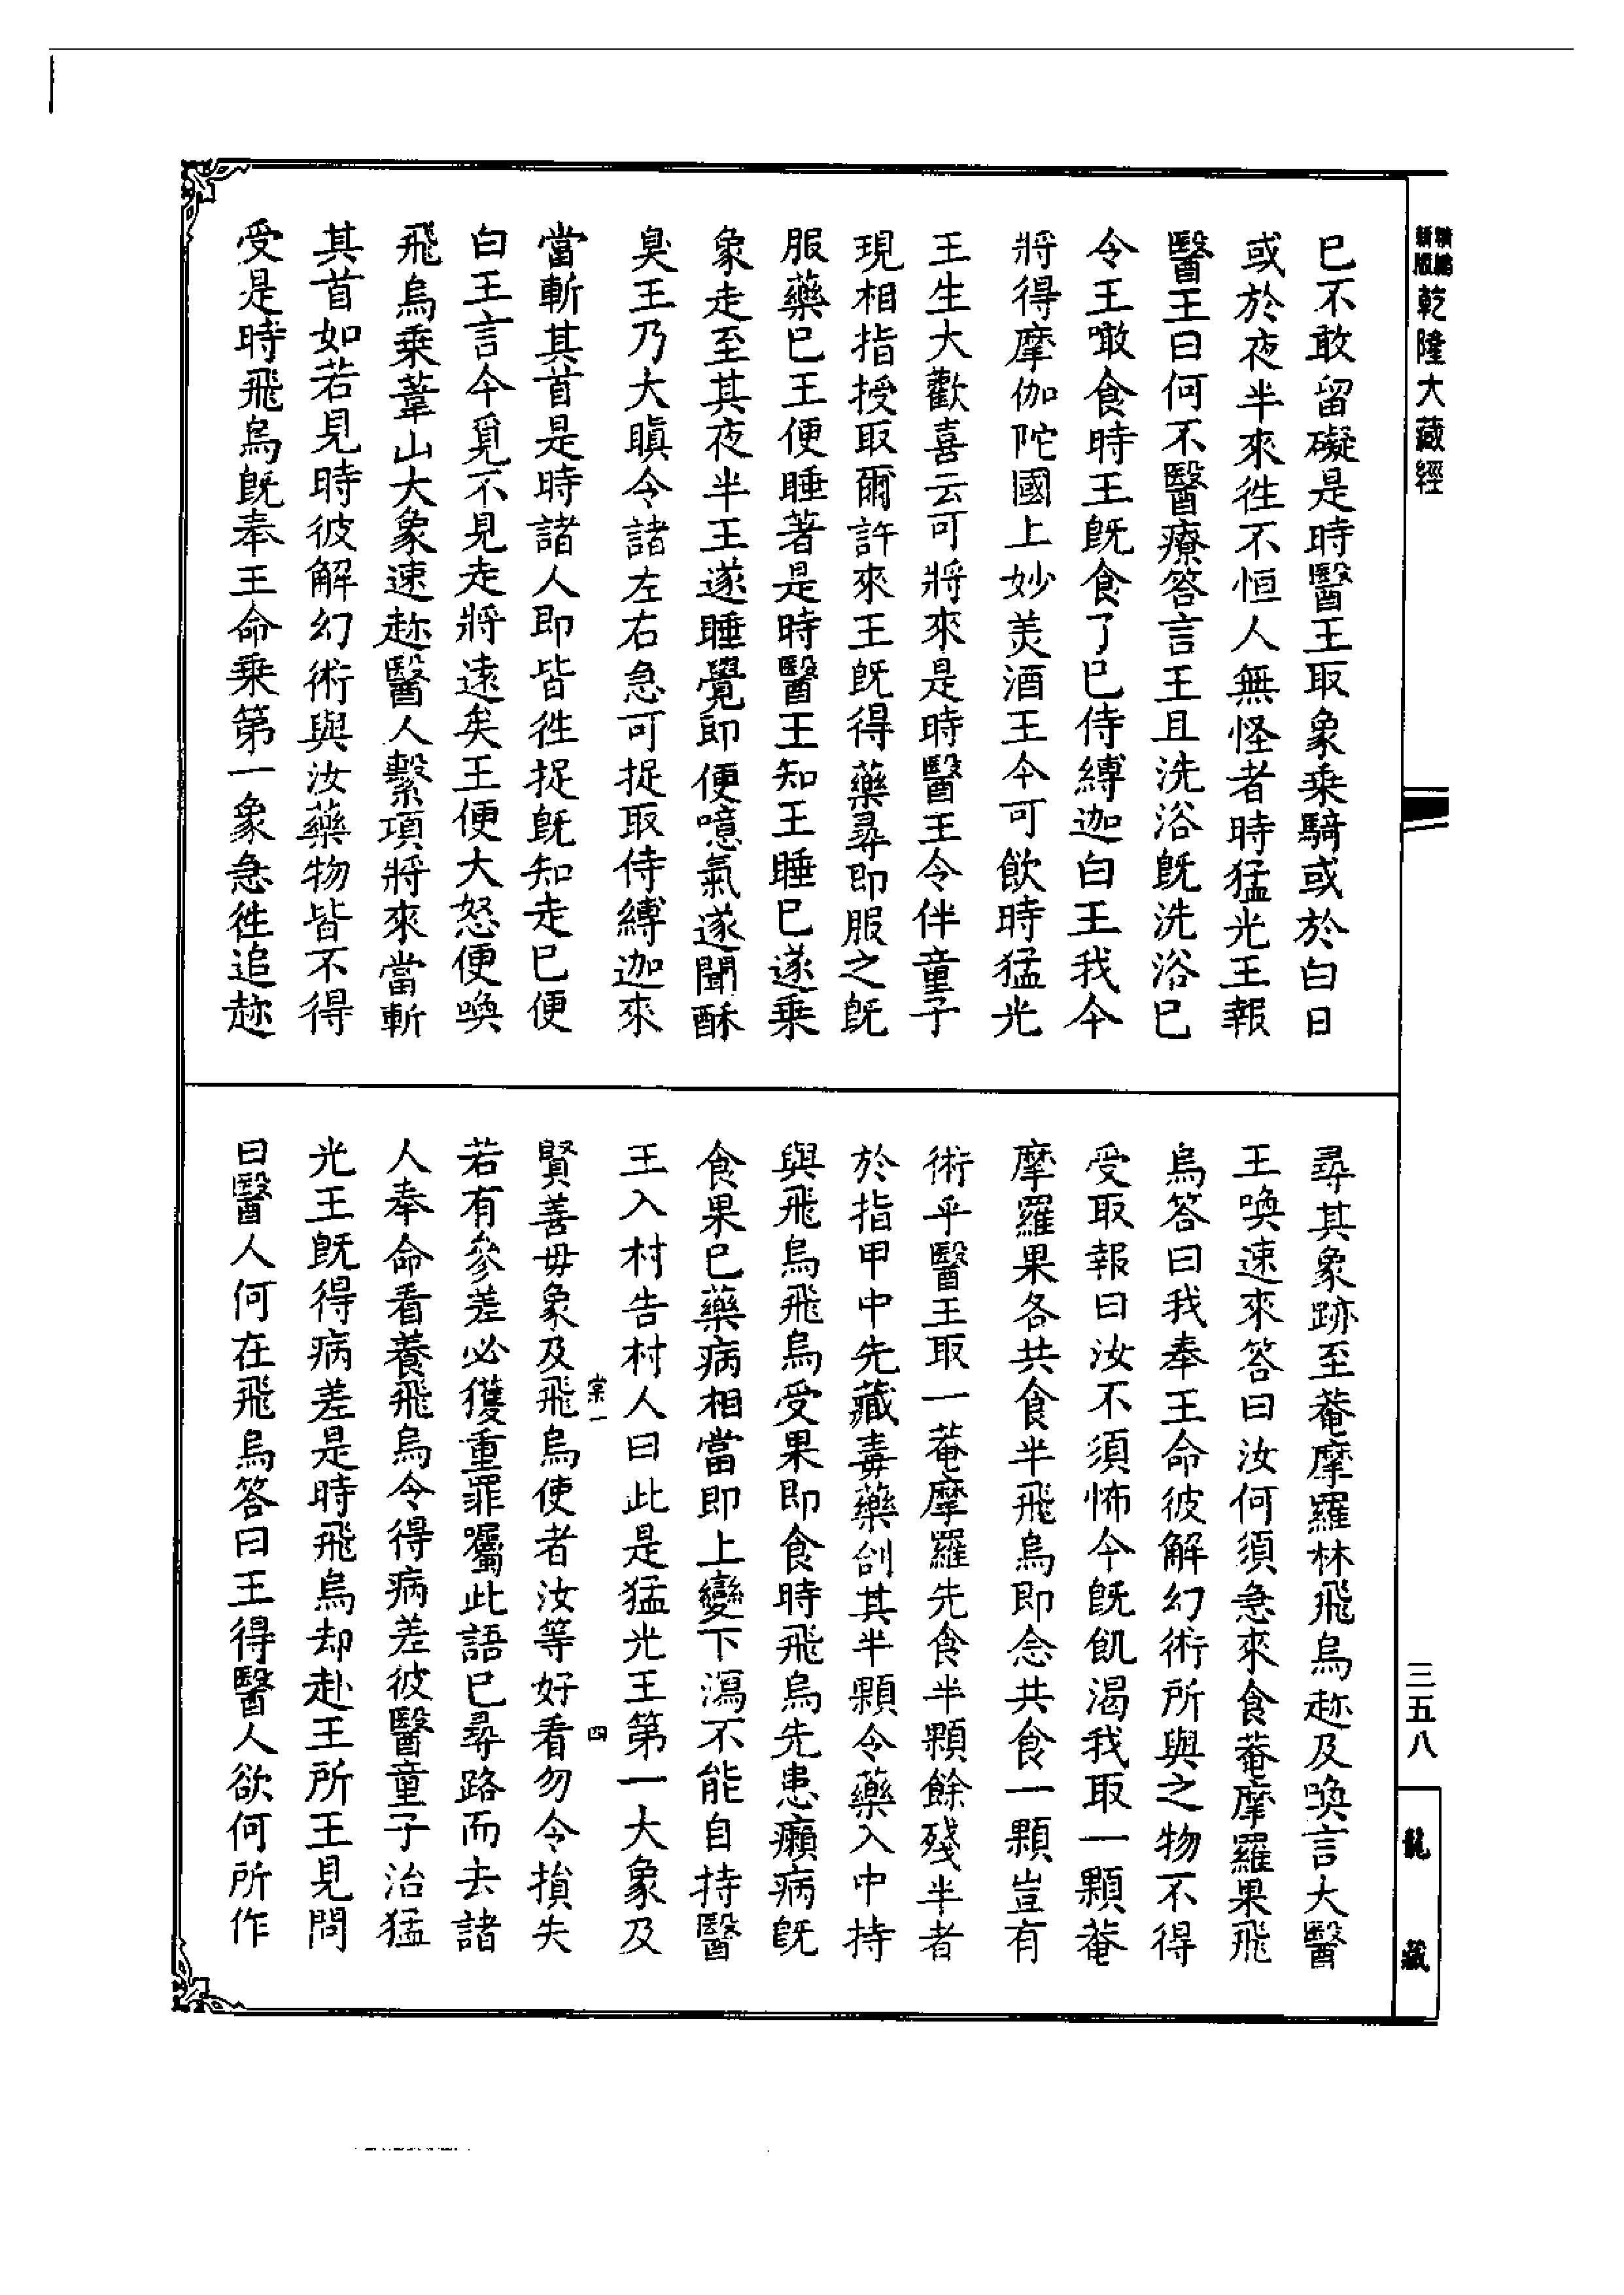 新版精縮乾隆大藏經
已不敢留礙是時醫王取象乘騎或於白日
或於夜半來徃不恒人無怪者時猛光王報
醫王曰何不醫療答言王且洗浴既洗浴已
令王噉食時王既食了已侍縛迦白王我今
將得摩伽陀國上妙美酒王今可飲時猛光
王生大歡喜云可將來是時醫王令伴童子
現相指授取爾許來王既得藥尋即服之既
服藥已王便睡著是時醫王知王睡已遂乘
象走至其夜半王遂睡覺即便噫氣遂聞酥
臭王乃大瞋令諸左右急可捉取侍縛迦來
當斬其首是時諸人即皆徃捉既知走已便
白王言今覓不見走將遠矣王便大怒便喚
飛烏乘葦山大象速趂醫人繫項將來當斬
其首如若見時彼解幻術與汝藥物皆不得
受是時飛烏既奉王命乘第一象急徃追趂
尋其象跡至菴摩羅林飛烏趂及喚言大醫
王喚速來答曰汝何須急來食菴摩羅果飛
烏答曰我奉王命彼解幻術所與之物不得
受取報曰汝不須怖今既飢渴我取一顆菴
摩羅果各共食半飛烏即念共食一顆豈有
術乎醫王取一菴摩羅先食半顆餘殘半者
於指甲中先藏毒藥刣其半顆令藥入中持
與飛烏飛烏受果即食時飛烏先患癩病既
食果已藥病相當即上變下瀉不能自持醫
王入村告村人曰此是猛光王第一大象及
賢善毋象及飛烏使者汝等好看勿令損失
若有參差必獲重罪囑此語已尋路而去諸
人奉命看養飛烏令得病差彼醫童子治猛
光王既得病差是時飛烏却赴王所王見問
曰醫人何在飛烏答曰王得醫人欲何所作
棠一
四
三五八
龍藏